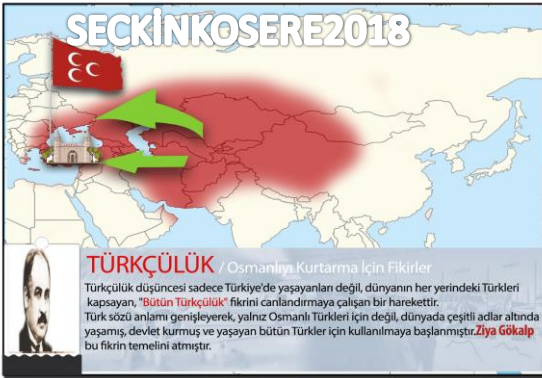 SECKİNKOSERE2018
TÜRKÇÜLÜK / Osmanlıyı Kurtarma İçin Fikirler
Türkçülük düşüncesi sadece Türkiye'de yaşayanları değil, dünyanın her yerindeki Türkleri
kapsayan, "Bütün Türkçülük" fikrini canlandırmaya çalışan bir harekettir.
Türk sözü anlamı genişleyerek, yalnız Osmanlı Türkleri için değil, dünyada çeşitli adlar altında
yaşamış, devlet kurmuş ve yaşayan bütün Türkler için kullanılmaya başlanmıştır.Ziya Gökalp
bu fikrin temelini atmıştır.